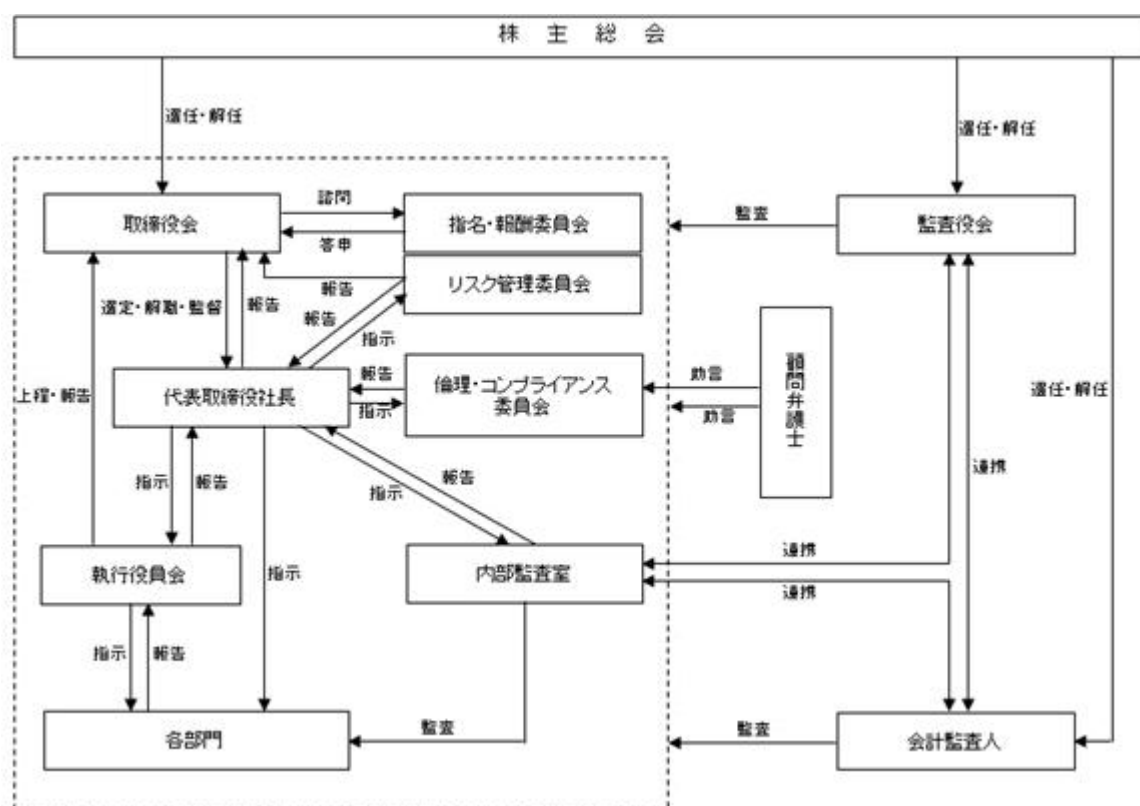 株主総会
選任・解任
選任・解任
取締役会
諮問
答申
指名・報酬委員会
監査
監査役会
リスク管理委員会
報告
選定・解職・監督
報告
報告
指示
上程・報告
代表取締役社長
報告
指示
倫理・コンプライアンス
委員会
助言
助言
顧問弁護士
選任・解任
連携
指示
報告
報告
指示
指示
執行役員会
内部監査室
連携
連携
指示
報告
各部門
監査
監査
会計監査人